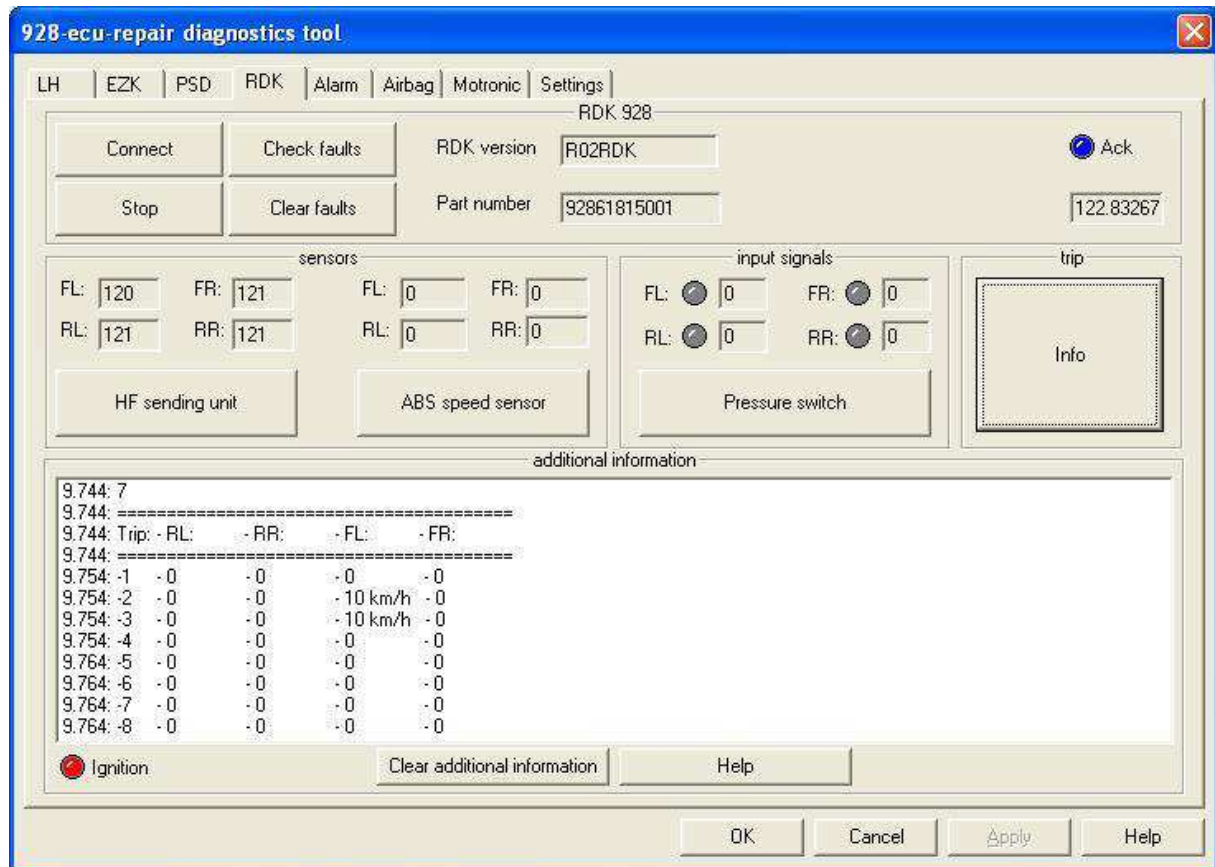 928-ecu-repair diagnostics tool
LH EZK PSD RDK Alarm Airbag Motronic Settings
RDK 928
Connect Check faults RDK version R02RDK Ack
Stop Clear faults Part number 92861815001 122.83267
sensors input signals trip
FL: 120 FR: 121 FL: 0 FR: 0 FL: 0 FR: 0
RL: 121 RR: 121 RL: 0 RR: 0 RL: 0 RR: 0
Info
HF sending unit ABS speed sensor Pressure switch
additional information
9.744: 7
9.744: ========================================
9.744: Trip: - RL: - RR: - FL: - FR:
9.744: ========================================
9.754: -1 - 0 - 0 - 0 - 0
9.754: -2 - 0 - 0 - 10 km/h - 0
9.754: -3 - 0 - 0 - 10 km/h - 0
9.754: -4 - 0 - 0 - 0 - 0
9.764: -5 - 0 - 0 - 0 - 0
9.764: -6 - 0 - 0 - 0 - 0
9.764: -7 - 0 - 0 - 0 - 0
9.764: -8 - 0 - 0 - 0 - 0
Ignition Clear additional information Help
OK Cancel Apply Help